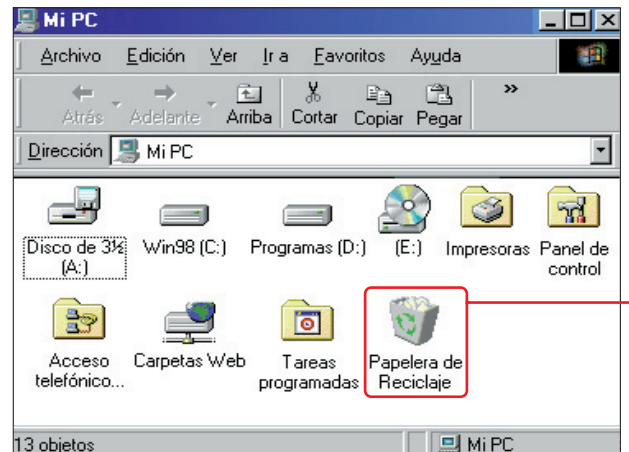 Mi PC
Archivo Edición Ver Ir a Favoritos Ayuda
Atrás Adelante Arriba Cortar Copiar Pegar »
Dirección Mi PC
Disco de 3½ (A:)
Win98 (C:)
Programas (D:)
(E:)
Impresoras
Panel de
control
Acceso
telefónico...
Carpetas Web
Tareas
programadas
Papelera de
Reciclaje
13 objetos Mi PC